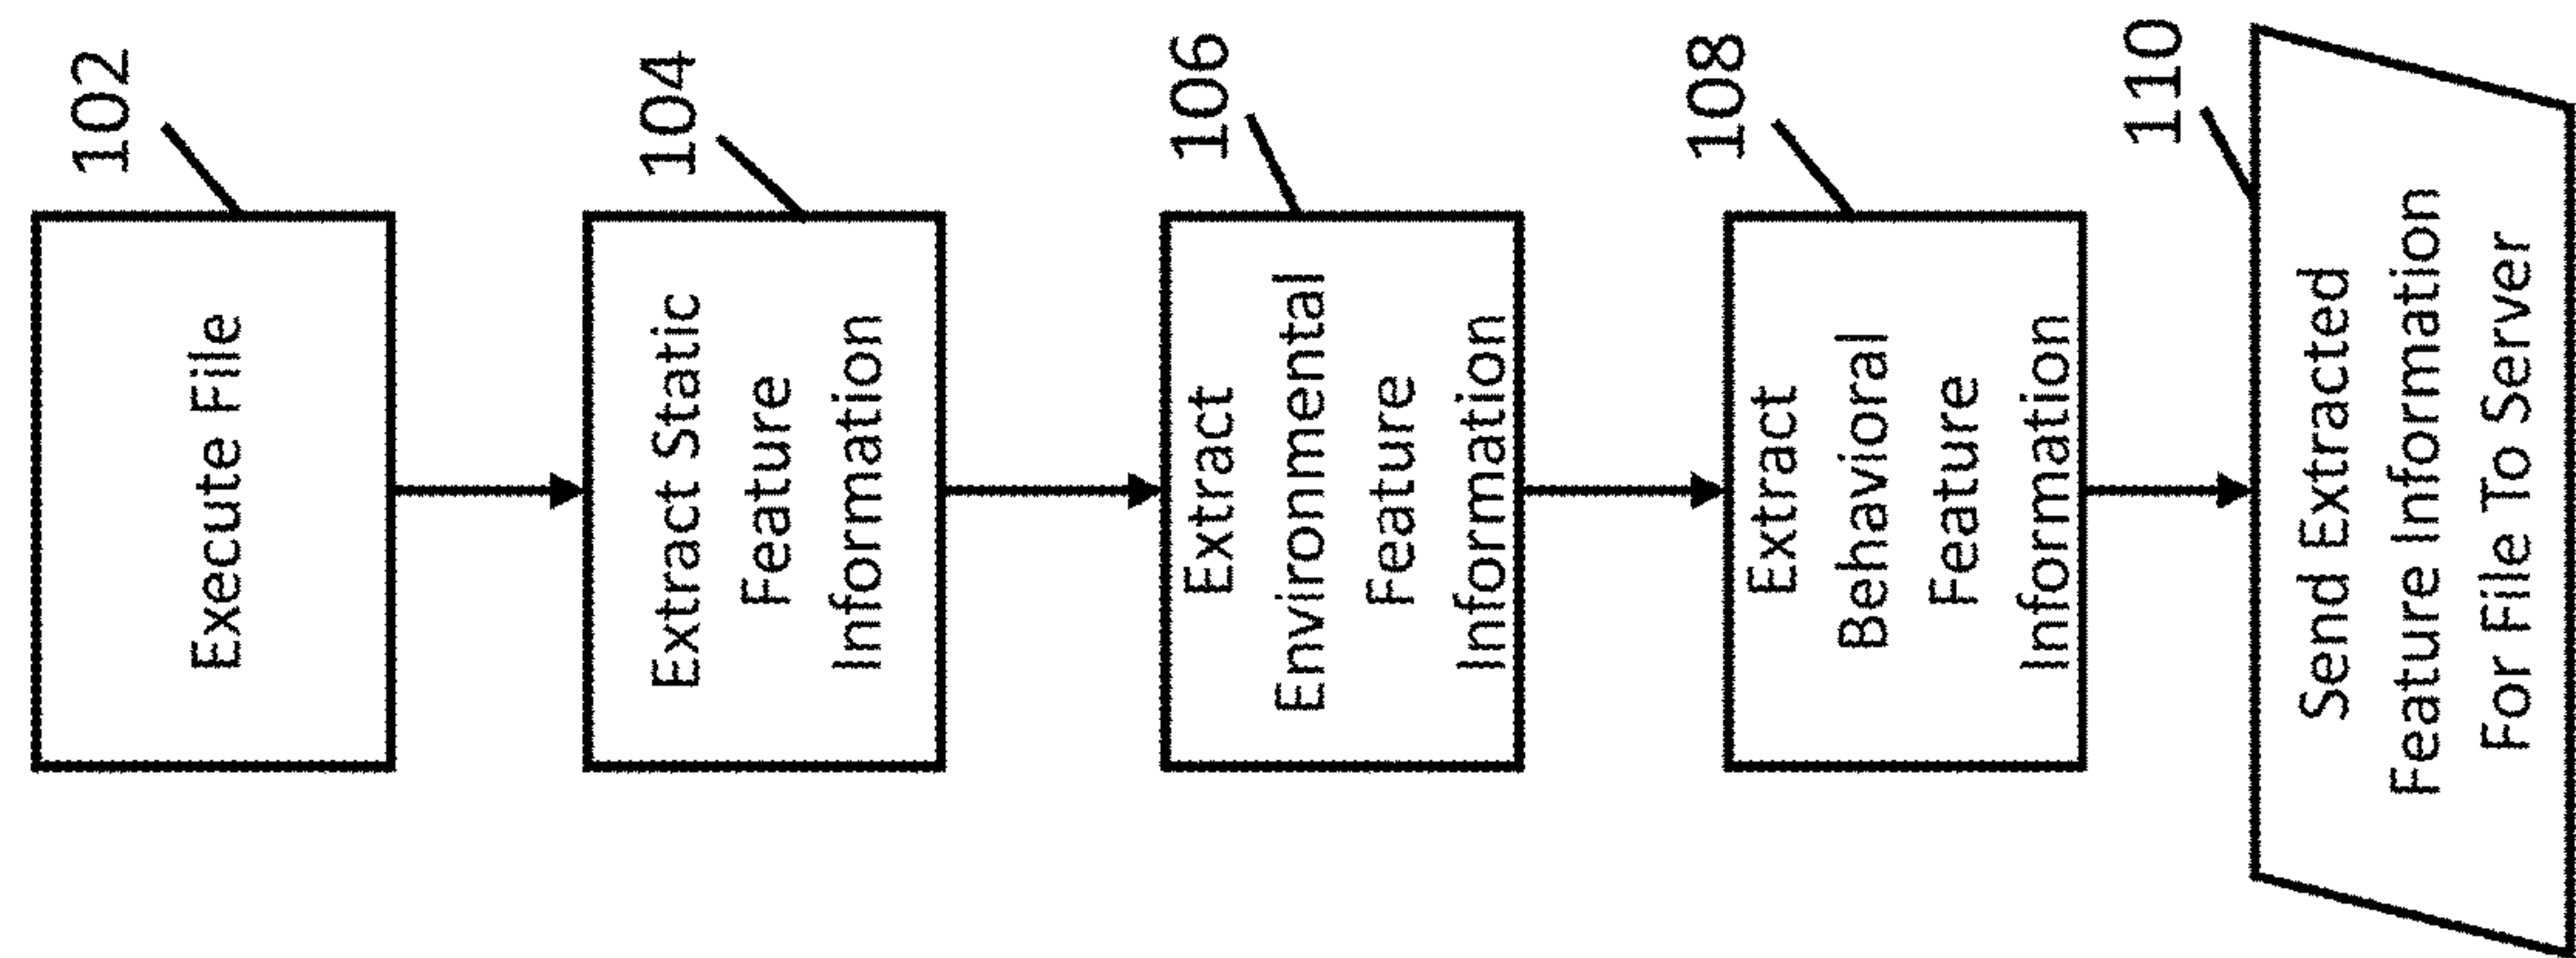 102
Execute File
104
Extract Static
Feature
Information
106
Extract
Environmental
Feature
Information
108
Extract
Behavioral
Feature
Information
110
Send Extracted
Feature Information
For File To Server